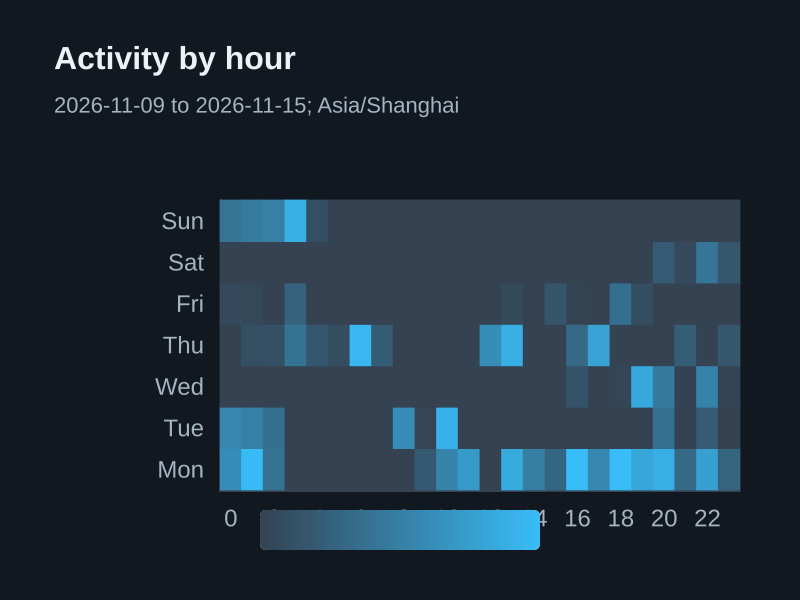 Activity by hour
2026-11-09 to 2026-11-15; Asia/Shanghai
Sun
Sat
Fri
Thu
Wed
Tue
Mon
0 16 18 20 22